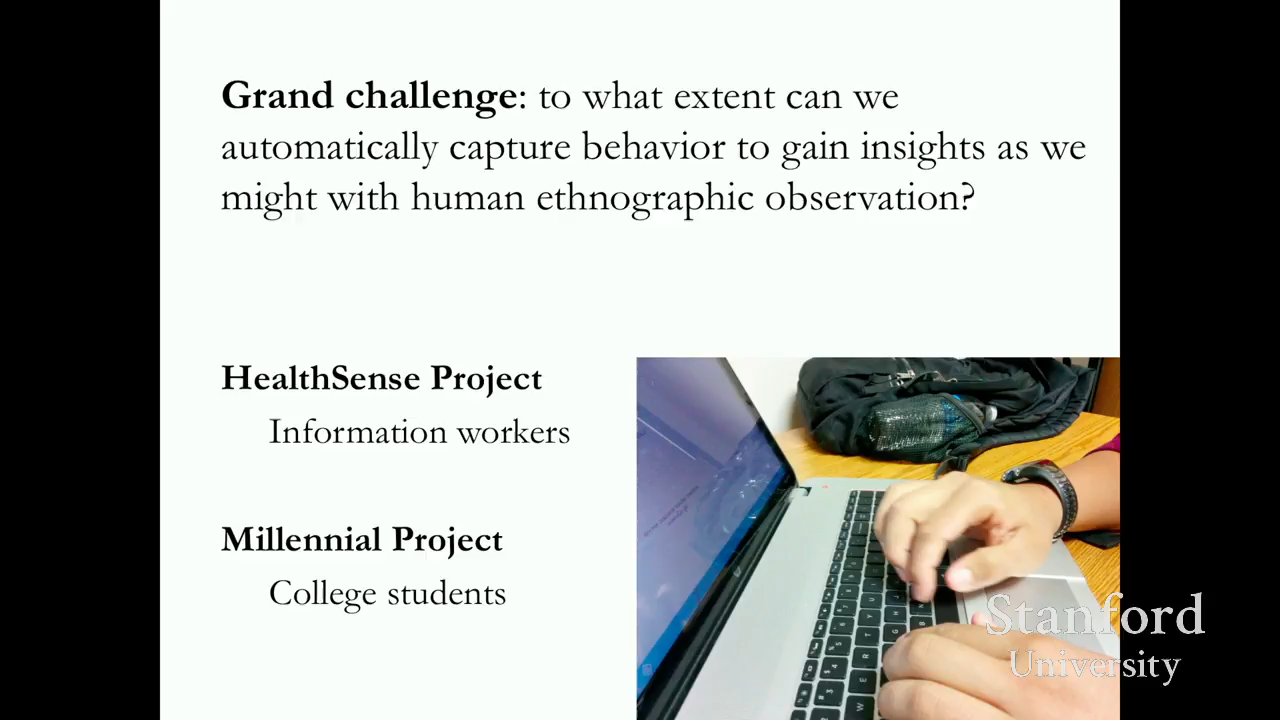 Grand challenge: to what extent can we
automatically capture behavior to gain insights as we
might with human ethnographic observation?
HealthSense Project
Information workers
Millennial Project
College students
Stanford
University